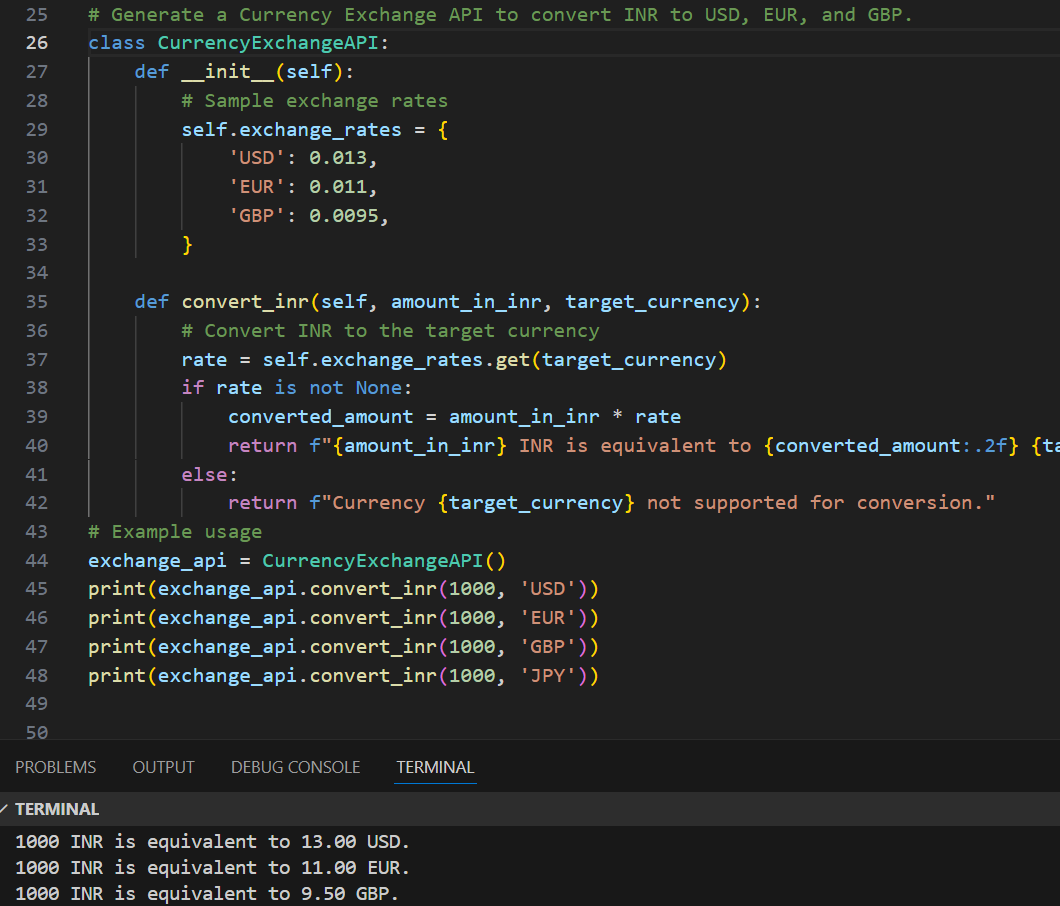 25 # Generate a Currency Exchange API to convert INR to USD, EUR, and GBP.
26 class CurrencyExchangeAPI:
27     def __init__(self):
28         # Sample exchange rates
29         self.exchange_rates = {
30             'USD': 0.013,
31             'EUR': 0.011,
32             'GBP': 0.0095,
33         }
34
35     def convert_inr(self, amount_in_inr, target_currency):
36         # Convert INR to the target currency
37         rate = self.exchange_rates.get(target_currency)
38         if rate is not None:
39             converted_amount = amount_in_inr * rate
40             return f"{amount_in_inr} INR is equivalent to {converted_amount:.2f} {ta
41         else:
42             return f"Currency {target_currency} not supported for conversion."
43 # Example usage
44 exchange_api = CurrencyExchangeAPI()
45 print(exchange_api.convert_inr(1000, 'USD'))
46 print(exchange_api.convert_inr(1000, 'EUR'))
47 print(exchange_api.convert_inr(1000, 'GBP'))
48 print(exchange_api.convert_inr(1000, 'JPY'))
49
50
PROBLEMS OUTPUT DEBUG CONSOLE TERMINAL
TERMINAL
1000 INR is equivalent to 13.00 USD.
1000 INR is equivalent to 11.00 EUR.
1000 INR is equivalent to 9.50 GBP.